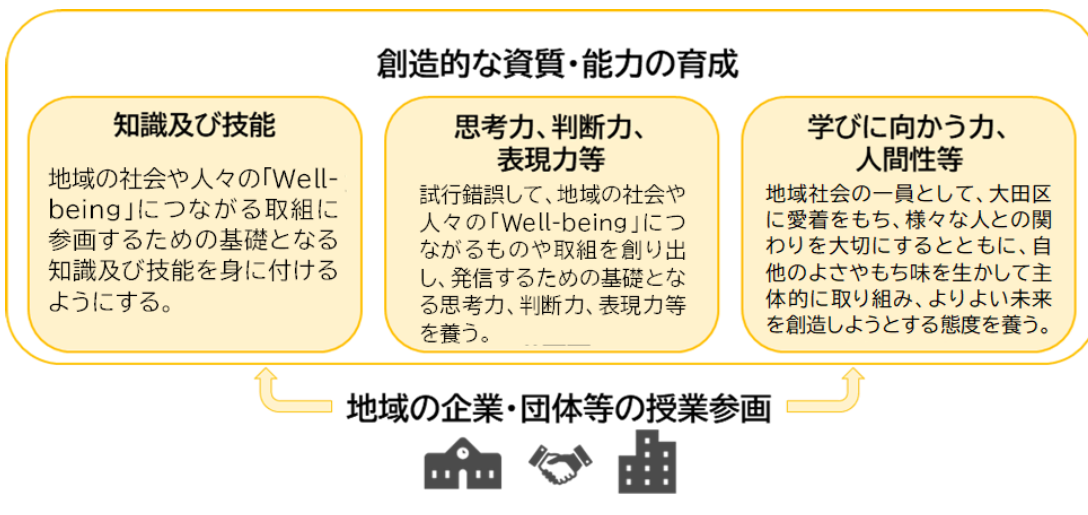 創造的な資質・能力の育成
知識及び技能
地域の社会や人々の「Well-
being」につながる取組に
参画するための基礎となる
知識及び技能を身に付ける
ようにする。
思考力、判断力、
表現力等
試行錯誤して、地域の社会や
人々の「Well-being」につ
ながるものや取組を創り出
し、発信するための基礎とな
る思考力、判断力、表現力等
を養う。
学びに向かう力、
人間性等
地域社会の一員として、大田区
に愛着をもち、様々な人との関
わりを大切にするとともに、自
他のよさやもち味を生かして主
体的に取り組み、よりよい未来
を創造しようとする態度を養う。
地域の企業・団体等の授業参画